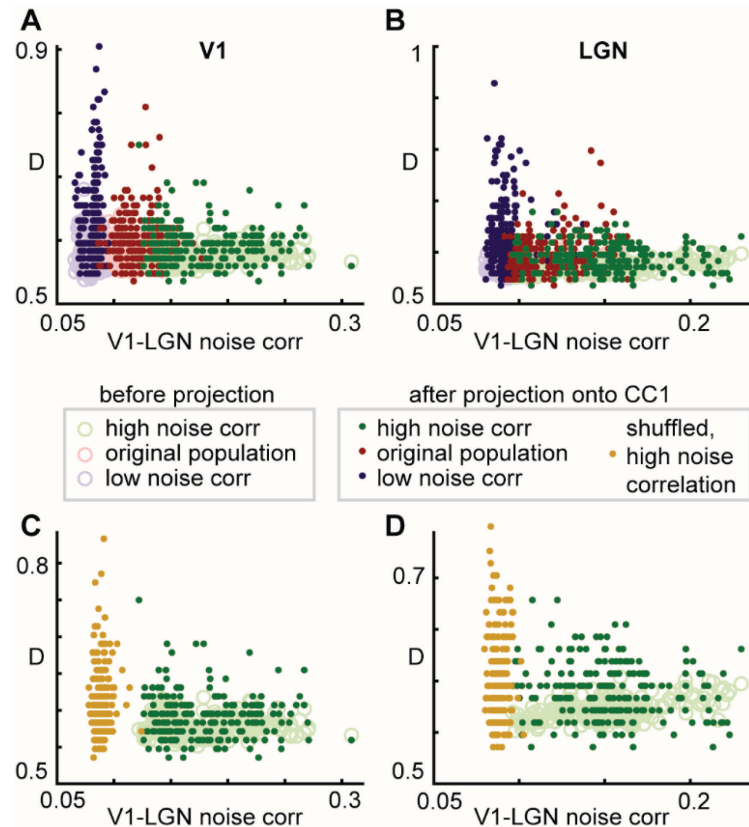 A
V1
0.9
D
0.5
0.05
0.3
V1-LGN noise corr
B
LGN
1
D
0.5
0.05
0.2
V1-LGN noise corr
before projection
high noise corr
original population
low noise corr
after projection onto CC1
high noise corr
original population
low noise corr
shuffled,
high noise
correlation
C
0.8
D
0.5
0.05
0.3
V1-LGN noise corr
D
0.7
D
0.5
0.05
0.2
V1-LGN noise corr